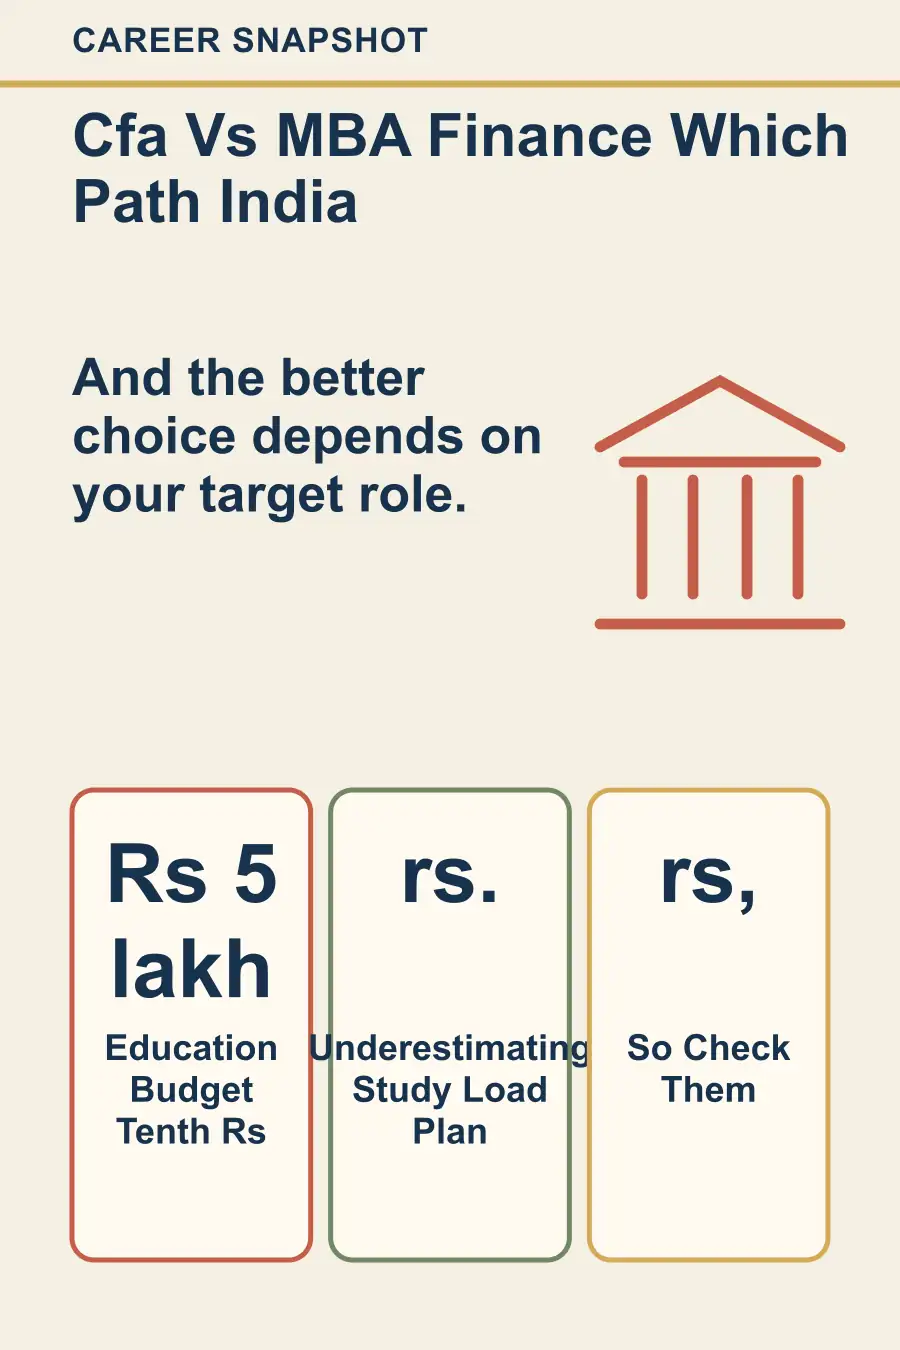 CAREER SNAPSHOT
Cfa Vs MBA Finance Which
Path India
And the better
choice depends on
your target role.
Rs 5
lakh
Education
Budget
Tenth Rs
rs.
Underestimating
Study Load
Plan
rs,
So Check
Them